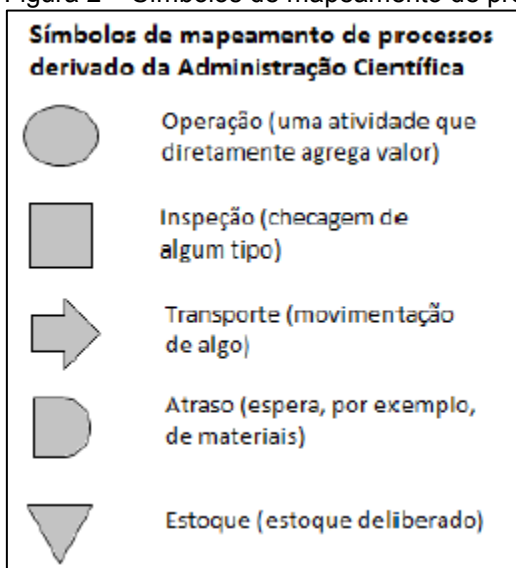 Símbolos de mapeamento de processos
derivado da Administração Científica
Operação (uma atividade que
diretamente agrega valor)
Inspeção (checagem de
algum tipo)
Transporte (movimentação
de algo)
Atraso (espera, por exemplo,
de materiais)
Estoque (estoque deliberado)